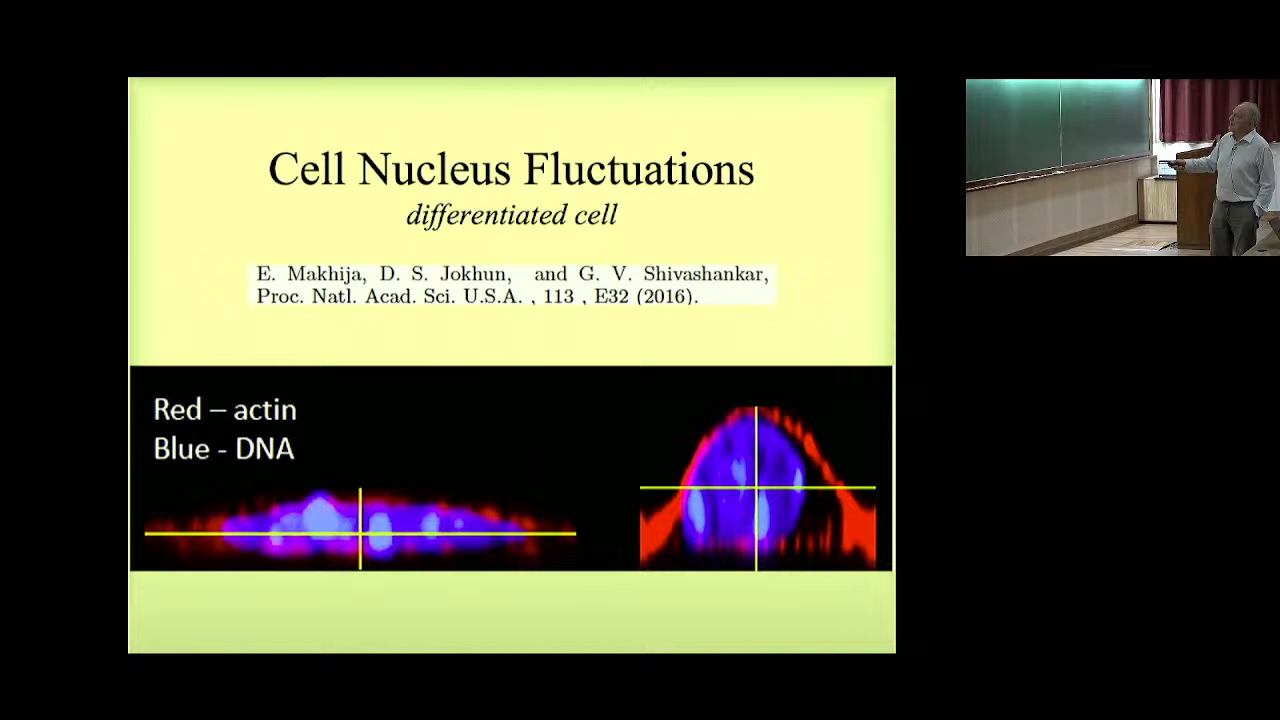 Cell Nucleus Fluctuations
differentiated cell
E. Makhija, D. S. Jokhun, and G. V. Shivashankar,
Proc. Natl. Acad. Sci. U.S.A. , 113 , E32 (2016).
Red – actin
Blue - DNA